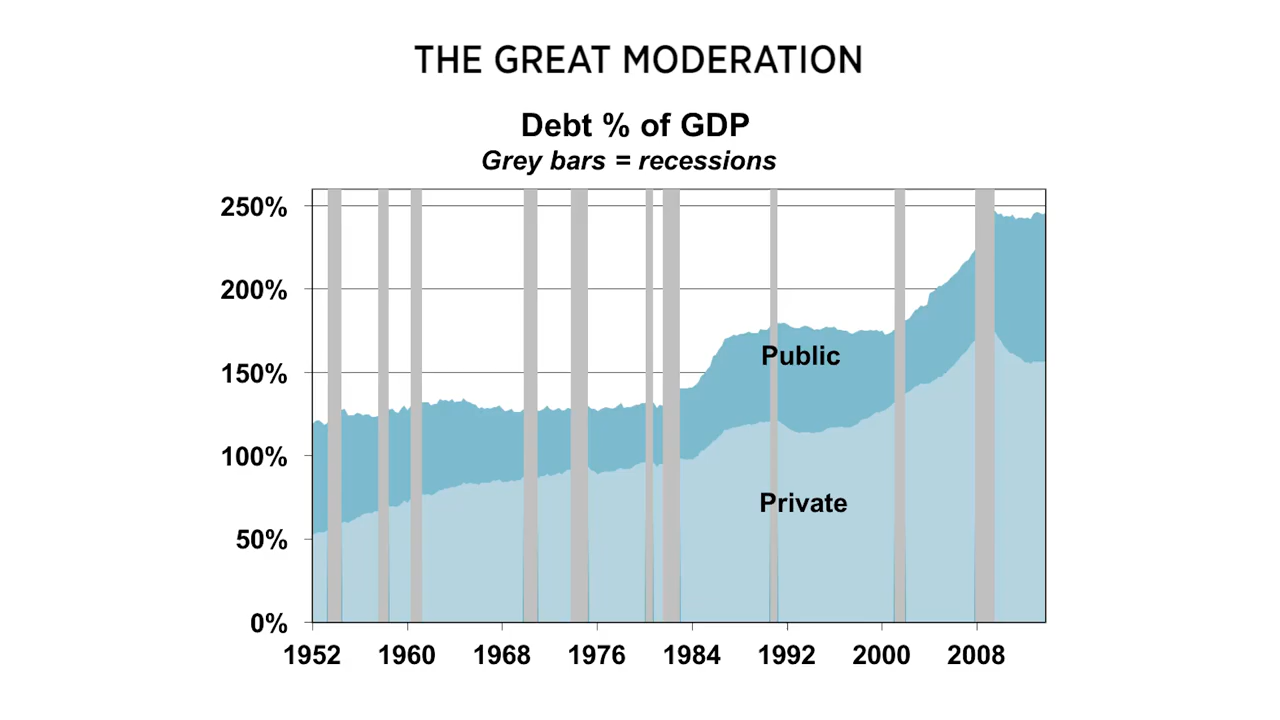 THE GREAT MODERATION
Debt % of GDP
Grey bars = recessions
250%
200%
150%
100%
50%
0%
Public
Private
1952 1960 1968 1976 1984 1992 2000 2008